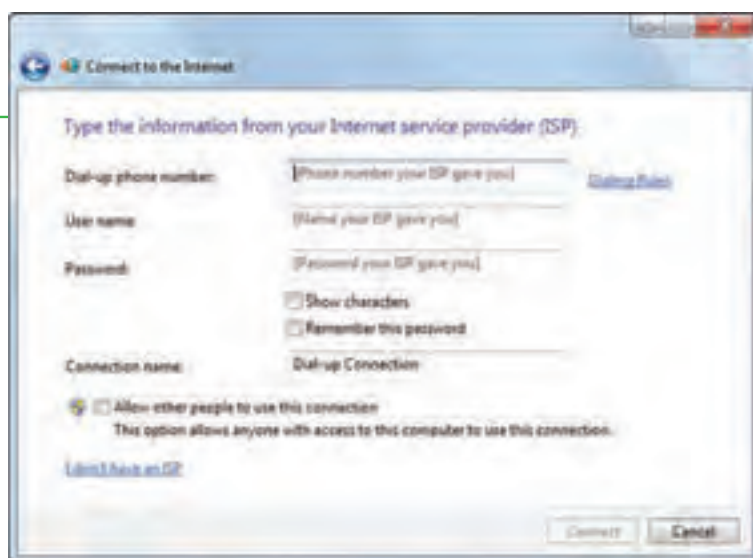 Connect to the Internet
Type the information from your Internet service provider (ISP)
Dial-up phone number: [Phone number your ISP gave you] Dialing Rules
User name: [Name your ISP gave you]
Password: [Password your ISP gave you]
Show characters
Remember this password
Connection name: Dial-up Connection
Allow other people to use this connection
This option allows anyone with access to this computer to use this connection.
I don't have an ISP
Connect Cancel